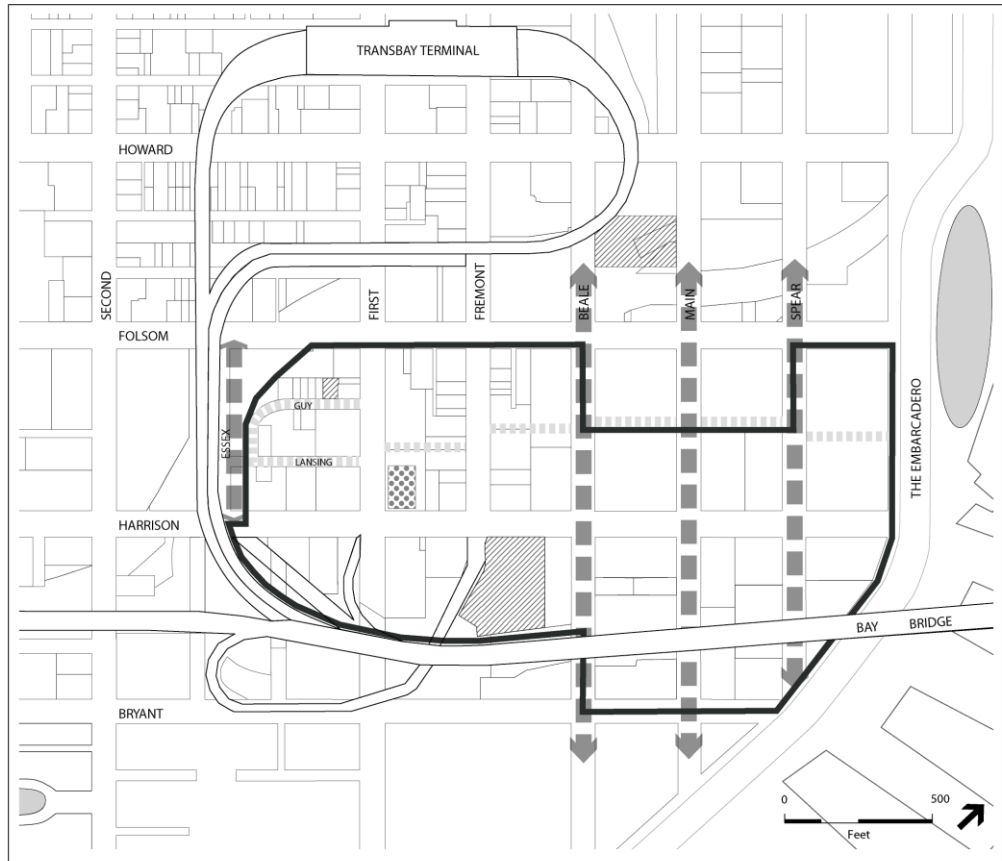 TRANSBAY TERMINAL
HOWARD
SECOND
FIRST
FREMONT
BEALE
MAIN
SPEAR
FOLSOM
THE EMBARCADERO
GUY
ESSEX
LANSING
HARRISON
BAY BRIDGE
BRYANT
0 500
Feet